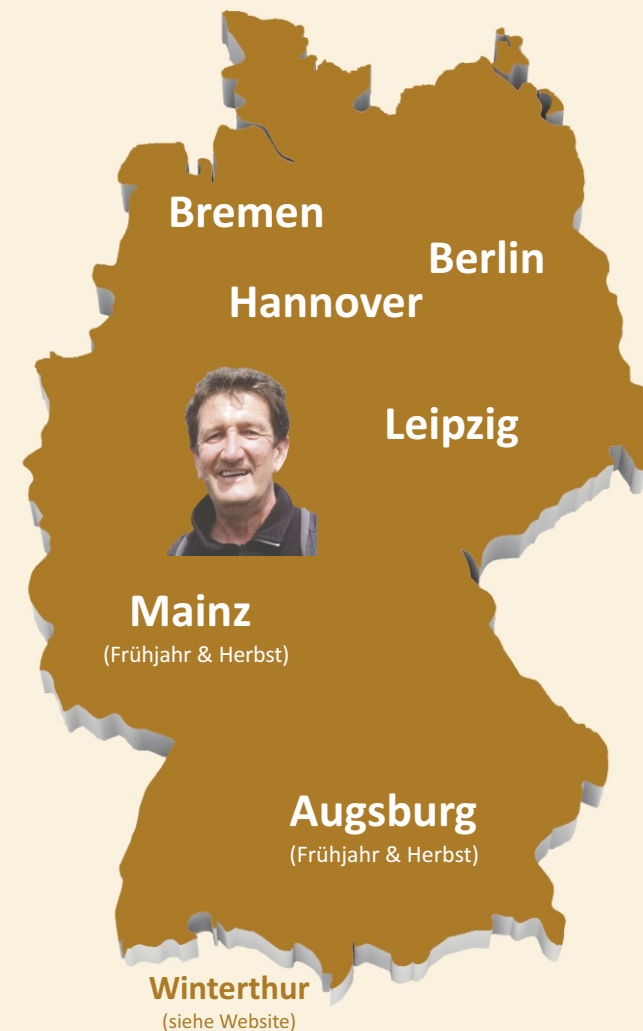 Bremen
Berlin
Hannover
Leipzig
Mainz
(Frühjahr & Herbst)
Augsburg
(Frühjahr & Herbst)
Winterthur
(siehe Website)